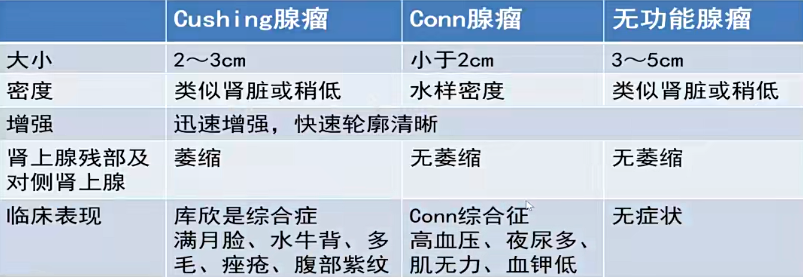 Cushing腺瘤 Conn腺瘤 无功能腺瘤
大小 2～3cm 小于2cm 3～5cm
密度 类似肾脏或稍低 水样密度 类似肾脏或稍低
增强 迅速增强，快速轮廓清晰
肾上腺残部及 萎缩 无萎缩 无萎缩
对侧肾上腺
临床表现 库欣是综合症 Conn综合征 无症状
满月脸、水牛背、多 高血压、夜尿多、
毛、痤疮、腹部紫纹 肌无力、血钾低